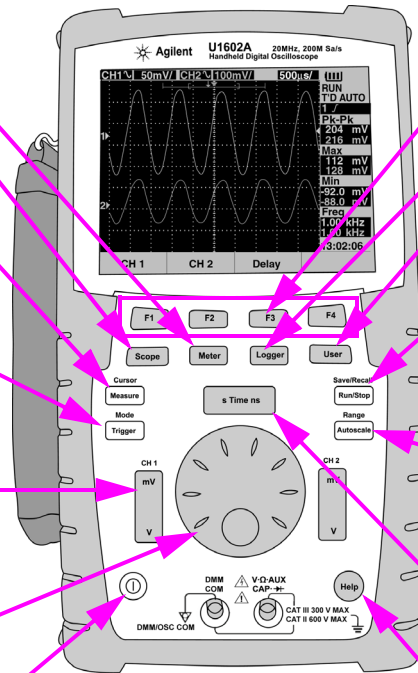 Agilent U1602A 20MHz, 200M Sa/s
Handheld Digital Oscilloscope
CH1 50mV/ CH2 100mV/ 500µs/
RUN
T'D AUTO
1
Pk-Pk
204 mV
216 mV
Max
112 mV
128 mV
Min
-92.0 mV
-88.0 mV
Freq
1.00 kHz
1.00 kHz
13:02:06
1
2
CH 1 CH 2 Delay
F1 F2 F3 F4
Scope Meter Logger User
Cursor Save/Recall
Measure Run/Stop
s Time ns
Mode Range
Trigger Autoscale
CH 1 CH 2
mV mV
V V
DMM COM V·Ω·AUX CAP·
Help
CAT III 300 V MAX
CAT II 600 V MAX
DMM/OSC COM